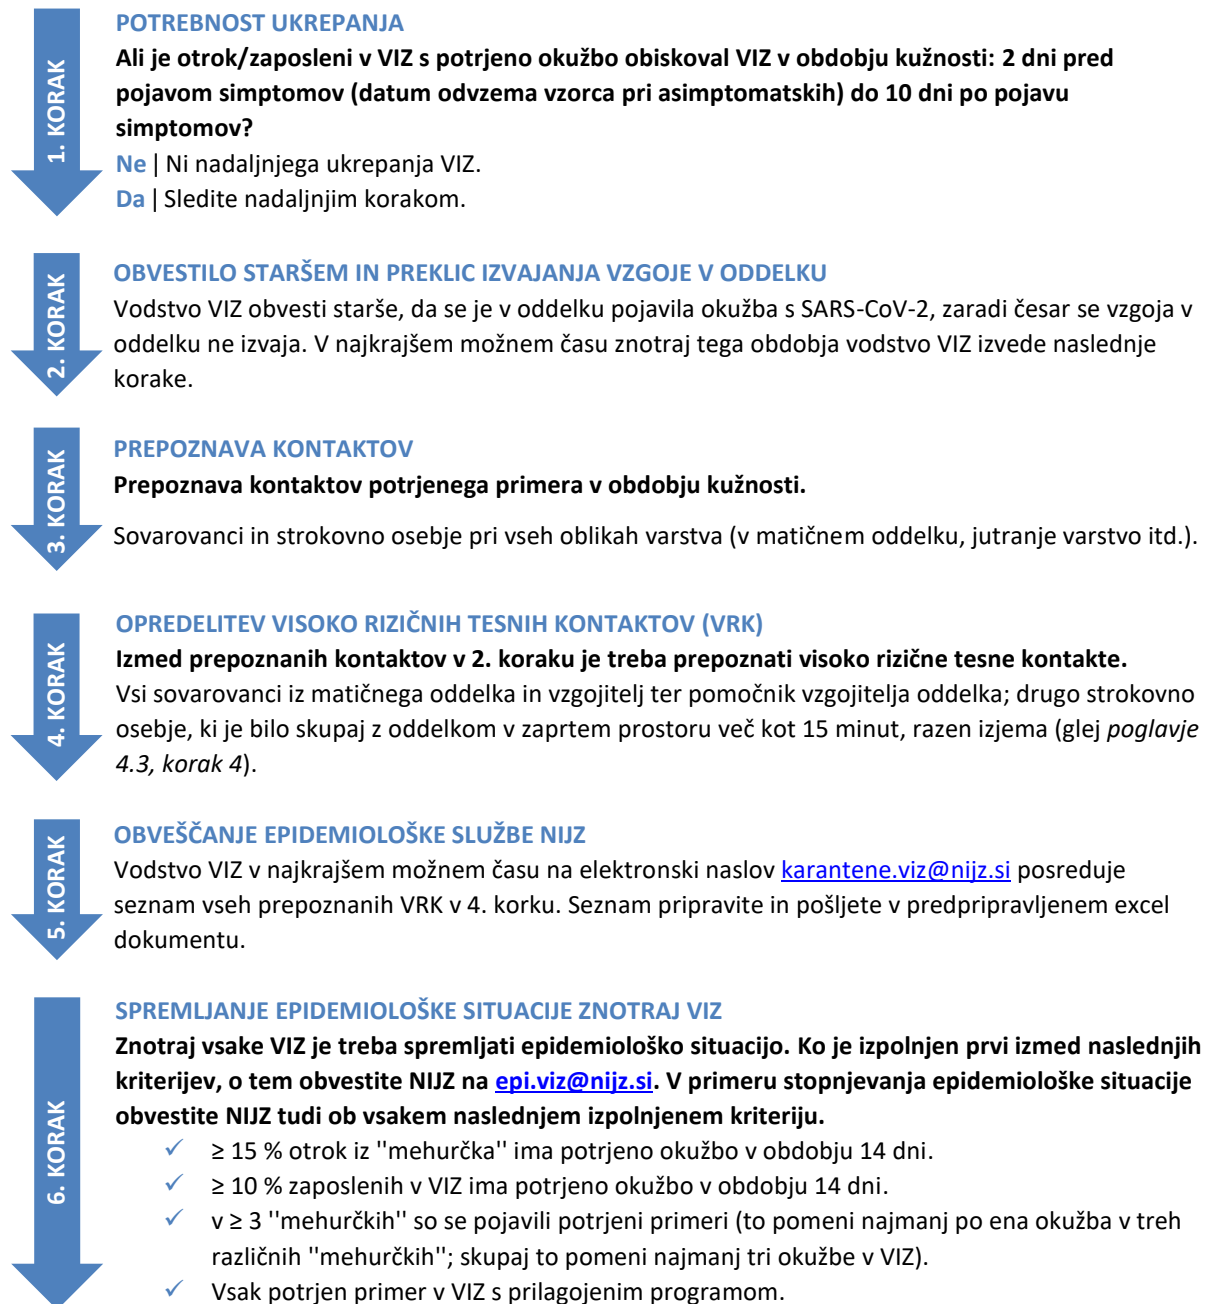 1. KORAK
POTREBNOST UKREPANJA
Ali je otrok/zaposleni v VIZ s potrjeno okužbo obiskoval VIZ v obdobju kužnosti: 2 dni pred
pojavom simptomov (datum odvzema vzorca pri asimptomatskih) do 10 dni po pojavu
simptomov?
Ne | Ni nadaljnjega ukrepanja VIZ.
Da | Sledite nadaljnjim korakom.
2. KORAK
OBVESTILO STARŠEM IN PREKLIC IZVAJANJA VZGOJE V ODDELKU
Vodstvo VIZ obvesti starše, da se je v oddelku pojavila okužba s SARS-CoV-2, zaradi česar se vzgoja v
oddelku ne izvaja. V najkrajšem možnem času znotraj tega obdobja vodstvo VIZ izvede naslednje
korake.
3. KORAK
PREPOZNAVA KONTAKTOV
Prepoznava kontaktov potrjenega primera v obdobju kužnosti.
Sovarovanci in strokovno osebje pri vseh oblikah varstva (v matičnem oddelku, jutranje varstvo itd.).
4. KORAK
OPREDELITEV VISOKO RIZIČNIH TESNIH KONTAKTOV (VRK)
Izmed prepoznanih kontaktov v 2. koraku je treba prepoznati visoko rizične tesne kontakte.
Vsi sovarovanci iz matičnega oddelka in vzgojitelj ter pomočnik vzgojitelja oddelka; drugo strokovno
osebje, ki je bilo skupaj z oddelkom v zaprtem prostoru več kot 15 minut, razen izjema (glej poglavje
4.3, korak 4).
5. KORAK
OBVEŠČANJE EPIDEMIOLOŠKE SLUŽBE NIJZ
Vodstvo VIZ v najkrajšem možnem času na elektronski naslov karantene.viz@nijz.si posreduje
seznam vseh prepoznanih VRK v 4. korku. Seznam pripravite in pošljete v predpripravljenem excel
dokumentu.
6. KORAK
SPREMLJANJE EPIDEMIOLOŠKE SITUACIJE ZNOTRAJ VIZ
Znotraj vsake VIZ je treba spremljati epidemiološko situacijo. Ko je izpolnjen prvi izmed naslednjih
kriterijev, o tem obvestite NIJZ na epi.viz@nijz.si. V primeru stopnjevanja epidemiološke situacije
obvestite NIJZ tudi ob vsakem naslednjem izpolnjenem kriteriju.
✓ ≥ 15 % otrok iz ''mehurčka'' ima potrjeno okužbo v obdobju 14 dni.
✓ ≥ 10 % zaposlenih v VIZ ima potrjeno okužbo v obdobju 14 dni.
✓ v ≥ 3 ''mehurčkih'' so se pojavili potrjeni primeri (to pomeni najmanj po ena okužba v treh
različnih ''mehurčkih''; skupaj to pomeni najmanj tri okužbe v VIZ).
✓ Vsak potrjen primer v VIZ s prilagojenim programom.